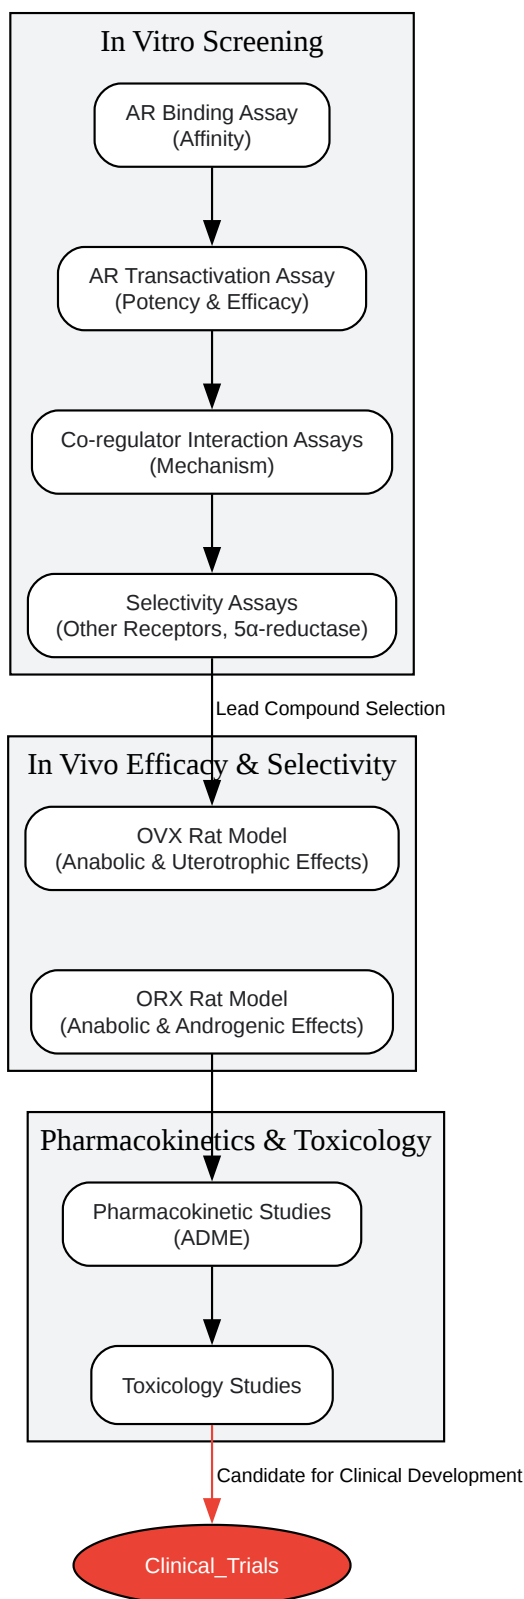 In Vitro Screening
AR Binding Assay
(Affinity)
AR Transactivation Assay
(Potency & Efficacy)
Co-regulator Interaction Assays
(Mechanism)
Selectivity Assays
(Other Receptors, 5α-reductase)
Lead Compound Selection
In Vivo Efficacy & Selectivity
OVX Rat Model
(Anabolic & Uterotrophic Effects)
ORX Rat Model
(Anabolic & Androgenic Effects)
Pharmacokinetics & Toxicology
Pharmacokinetic Studies
(ADME)
Toxicology Studies
Candidate for Clinical Development
Clinical_Trials